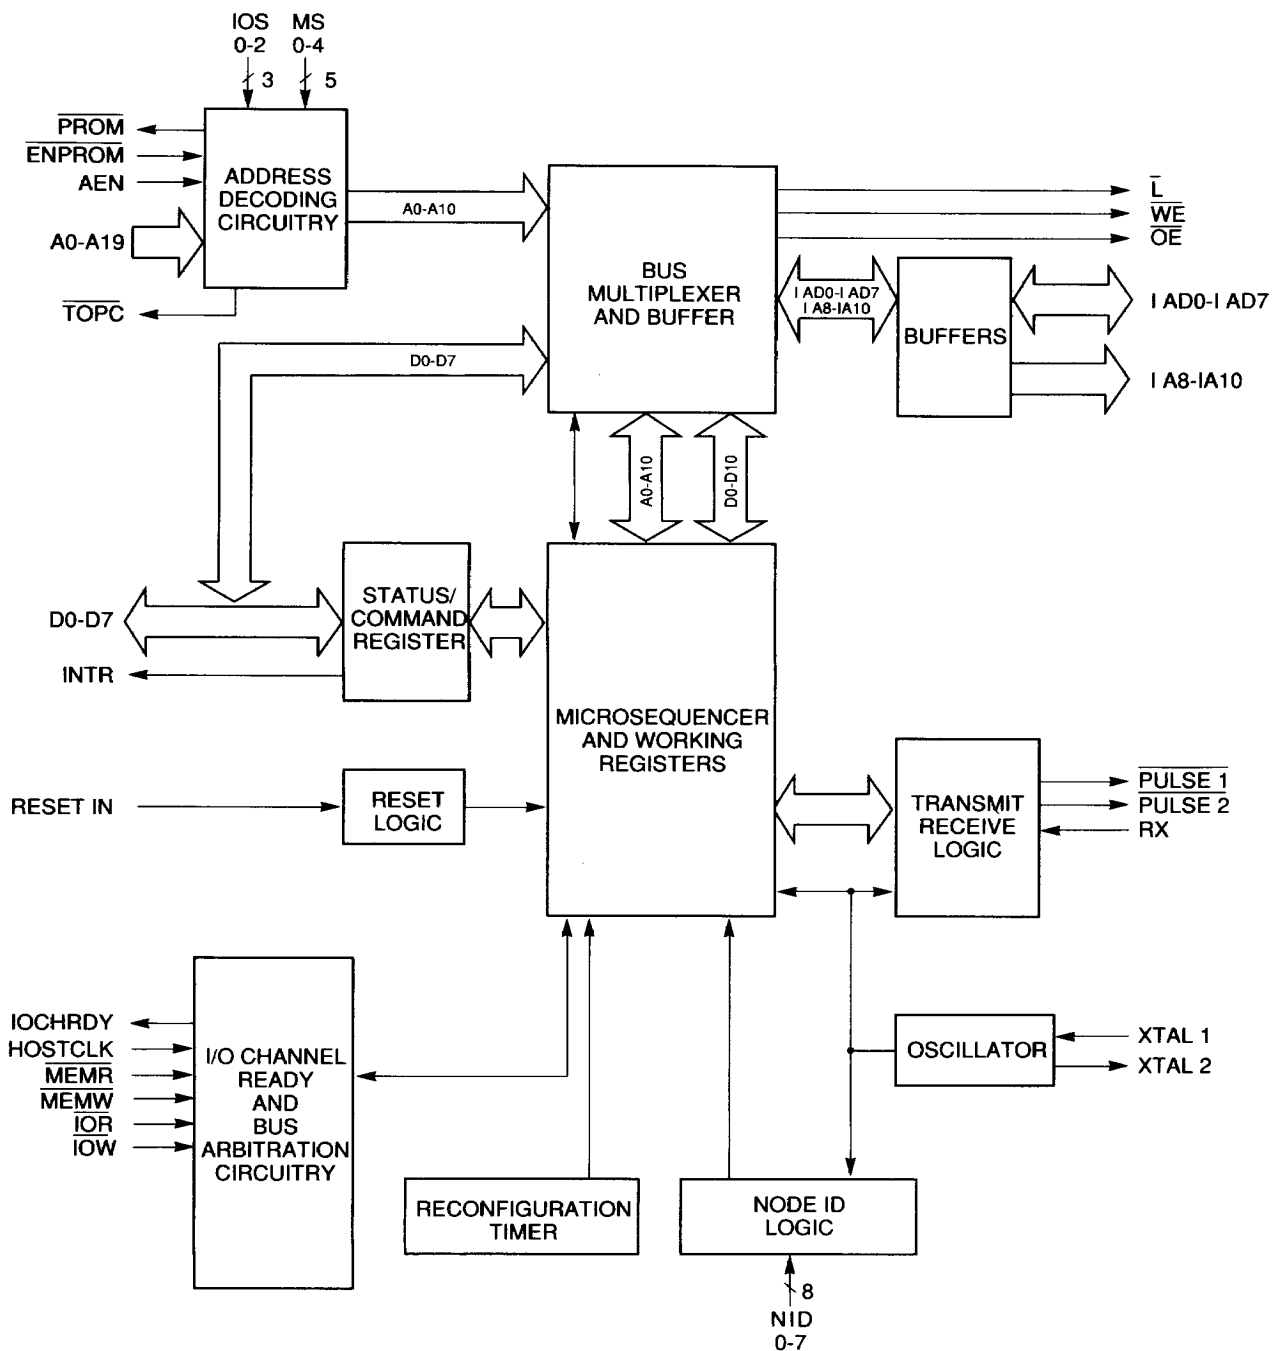 IOS
0-2
MS
0-4
3
5
PROM
ENPROM
AEN
A0-A19
TOPC
ADDRESS
DECODING
CIRCUITRY
A0-A10
BUS
MULTIPLEXER
AND BUFFER
L
WE
OE
I AD0-I AD7
I A8-IA10
BUFFERS
I AD0-I AD7
I A8-IA10
D0-D7
A0-A10
D0-D10
D0-D7
INTR
STATUS/
COMMAND
REGISTER
MICROSEQUENCER
AND WORKING
REGISTERS
RESET IN
RESET
LOGIC
TRANSMIT
RECEIVE
LOGIC
PULSE 1
PULSE 2
RX
IOCHRDY
HOSTCLK
MEMR
MEMW
IOR
IOW
I/O CHANNEL
READY
AND
BUS
ARBITRATION
CIRCUITRY
OSCILLATOR
XTAL 1
XTAL 2
RECONFIGURATION
TIMER
NODE ID
LOGIC
8
NID
0-7